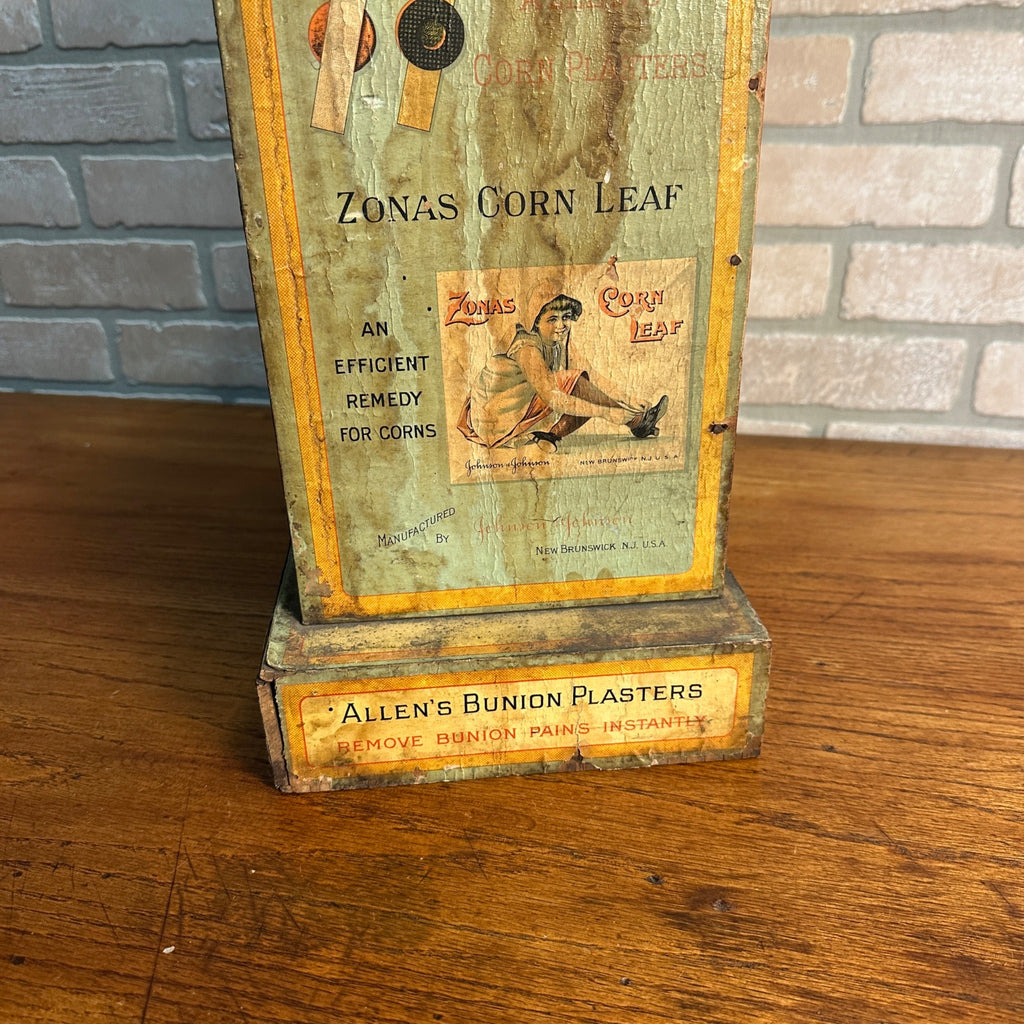 CORN PLASTERS
ZONAS CORN LEAF
AN
EFFICIENT
REMEDY
FOR CORNS
ZONAS CORN
LEAF
Johnson & Johnson NEW BRUNSWICK N.J. U.S.A.
MANUFACTURED
BY
Johnson & Johnson
NEW BRUNSWICK N.J. U.S.A.
ALLEN'S BUNION PLASTERS
REMOVE BUNION PAINS INSTANTLY